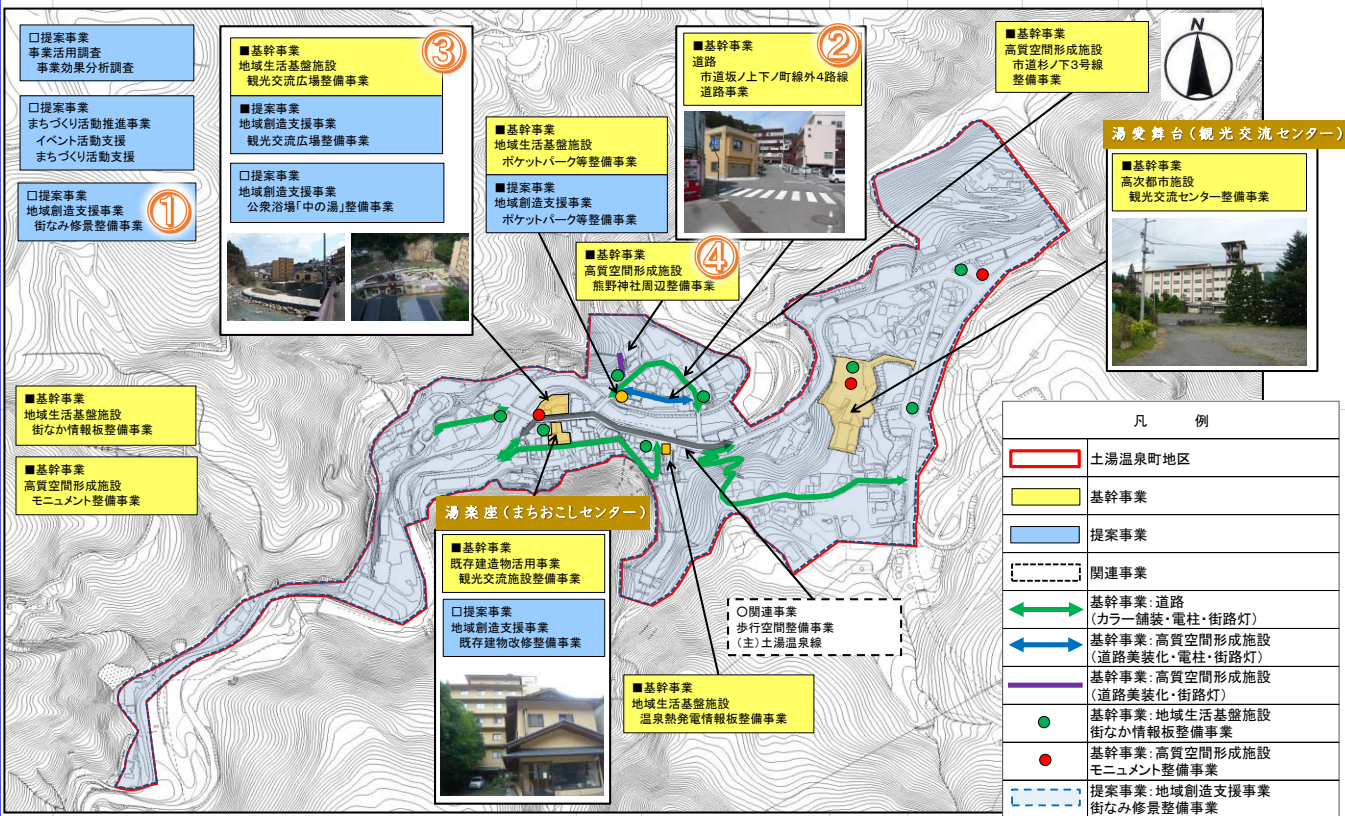 □提案事業
事業活用調査
事業効果分析調査
□提案事業
まちづくり活動推進事業
イベント活動支援
まちづくり活動支援
□提案事業
地域創造支援事業
街なみ修景整備事業
①
■基幹事業
地域生活基盤施設
観光交流広場整備事業
③
■提案事業
地域創造支援事業
観光交流広場整備事業
□提案事業
地域創造支援事業
公衆浴場「中の湯」整備事業
■基幹事業
地域生活基盤施設
ポケットパーク等整備事業
■提案事業
地域創造支援事業
ポケットパーク等整備事業
■基幹事業
道路
市道坂ノ上下ノ町線外4路線
道路事業
②
■基幹事業
高質空間形成施設
熊野神社周辺整備事業
④
■基幹事業
高質空間形成施設
市道杉ノ下3号線
整備事業
N
湯愛舞台(観光交流センター)
■基幹事業
高次都市施設
観光交流センター整備事業
■基幹事業
地域生活基盤施設
街なか情報板整備事業
■基幹事業
高質空間形成施設
モニュメント整備事業
湯楽座(まちおこしセンター)
■基幹事業
既存建造物活用事業
観光交流施設整備事業
□提案事業
地域創造支援事業
既存建物改修整備事業
○関連事業
歩行空間整備事業
(主)土湯温泉線
■基幹事業
地域生活基盤施設
温泉熱発電情報板整備事業
凡 例
土湯温泉町地区
基幹事業
提案事業
関連事業
基幹事業:道路
(カラー舗装・電柱・街路灯)
基幹事業:高質空間形成施設
(道路美装化・電柱・街路灯)
基幹事業:高質空間形成施設
(道路美装化・街路灯)
基幹事業:地域生活基盤施設
街なか情報板整備事業
基幹事業:高質空間形成施設
モニュメント整備事業
提案事業:地域創造支援事業
街なみ修景整備事業